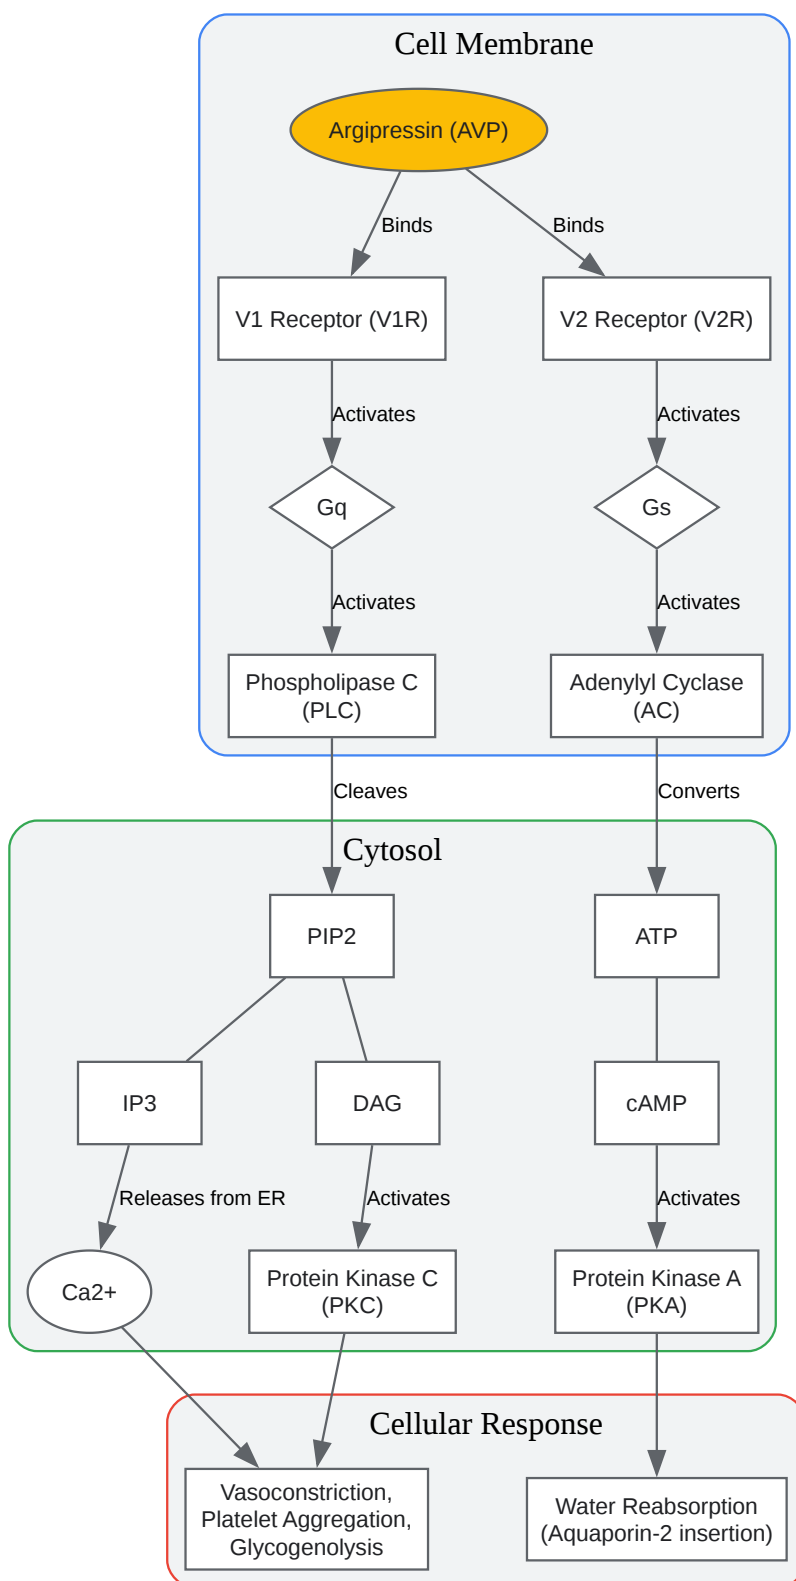 Cell Membrane
Argipressin (AVP)
Binds
Binds
V1 Receptor (V1R)
V2 Receptor (V2R)
Activates
Activates
Gq
Gs
Activates
Activates
Phospholipase C
(PLC)
Adenylyl Cyclase
(AC)
Cleaves
Converts
Cytosol
PIP2
ATP
IP3
DAG
cAMP
Releases from ER
Activates
Activates
Ca2+
Protein Kinase C
(PKC)
Protein Kinase A
(PKA)
Cellular Response
Vasoconstriction,
Platelet Aggregation,
Glycogenolysis
Water Reabsorption
(Aquaporin-2 insertion)